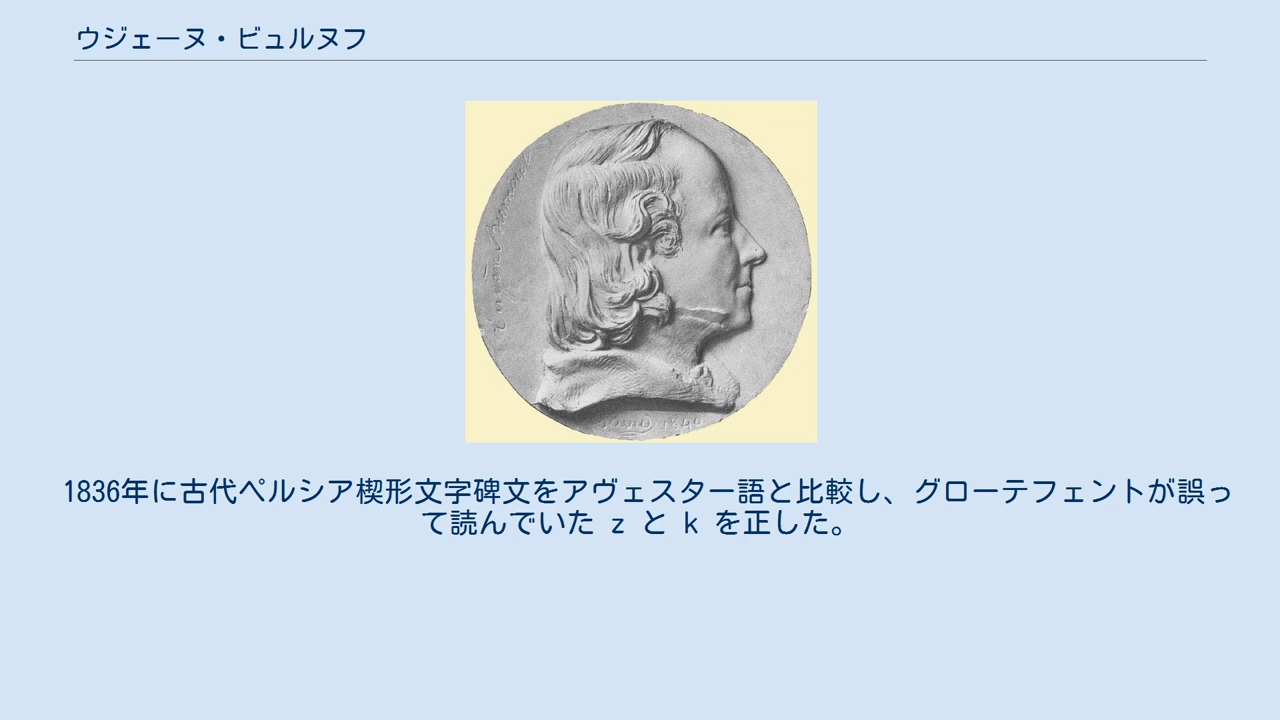 ウジェーヌ・ビュルヌフ
1836年に古代ペルシア楔形文字碑文をアヴェスター語と比較し、グローテフェントが誤っ
て読んでいた z と k を正した。